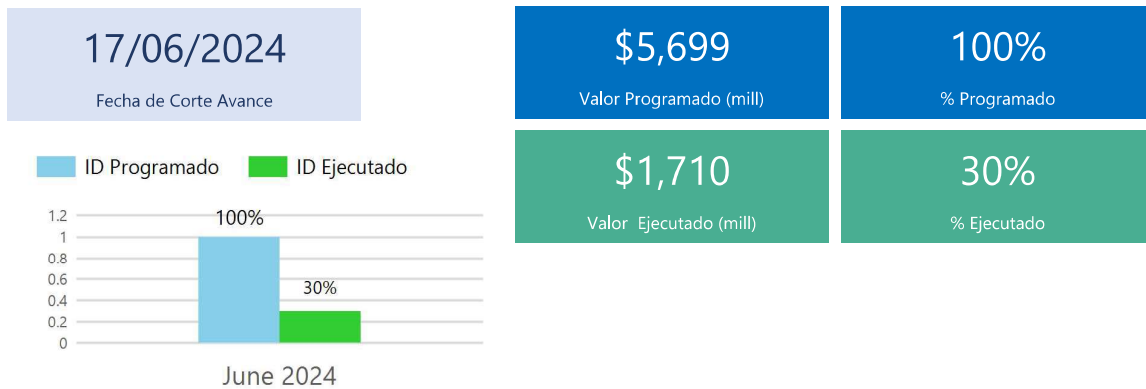 17/06/2024
Fecha de Corte Avance
$5,699
Valor Programado (mill)
100%
% Programado
$1,710
Valor Ejecutado (mill)
30%
% Ejecutado
ID Programado
ID Ejecutado
1.2
1
0.8
0.6
0.4
0.2
0
100%
30%
June 2024